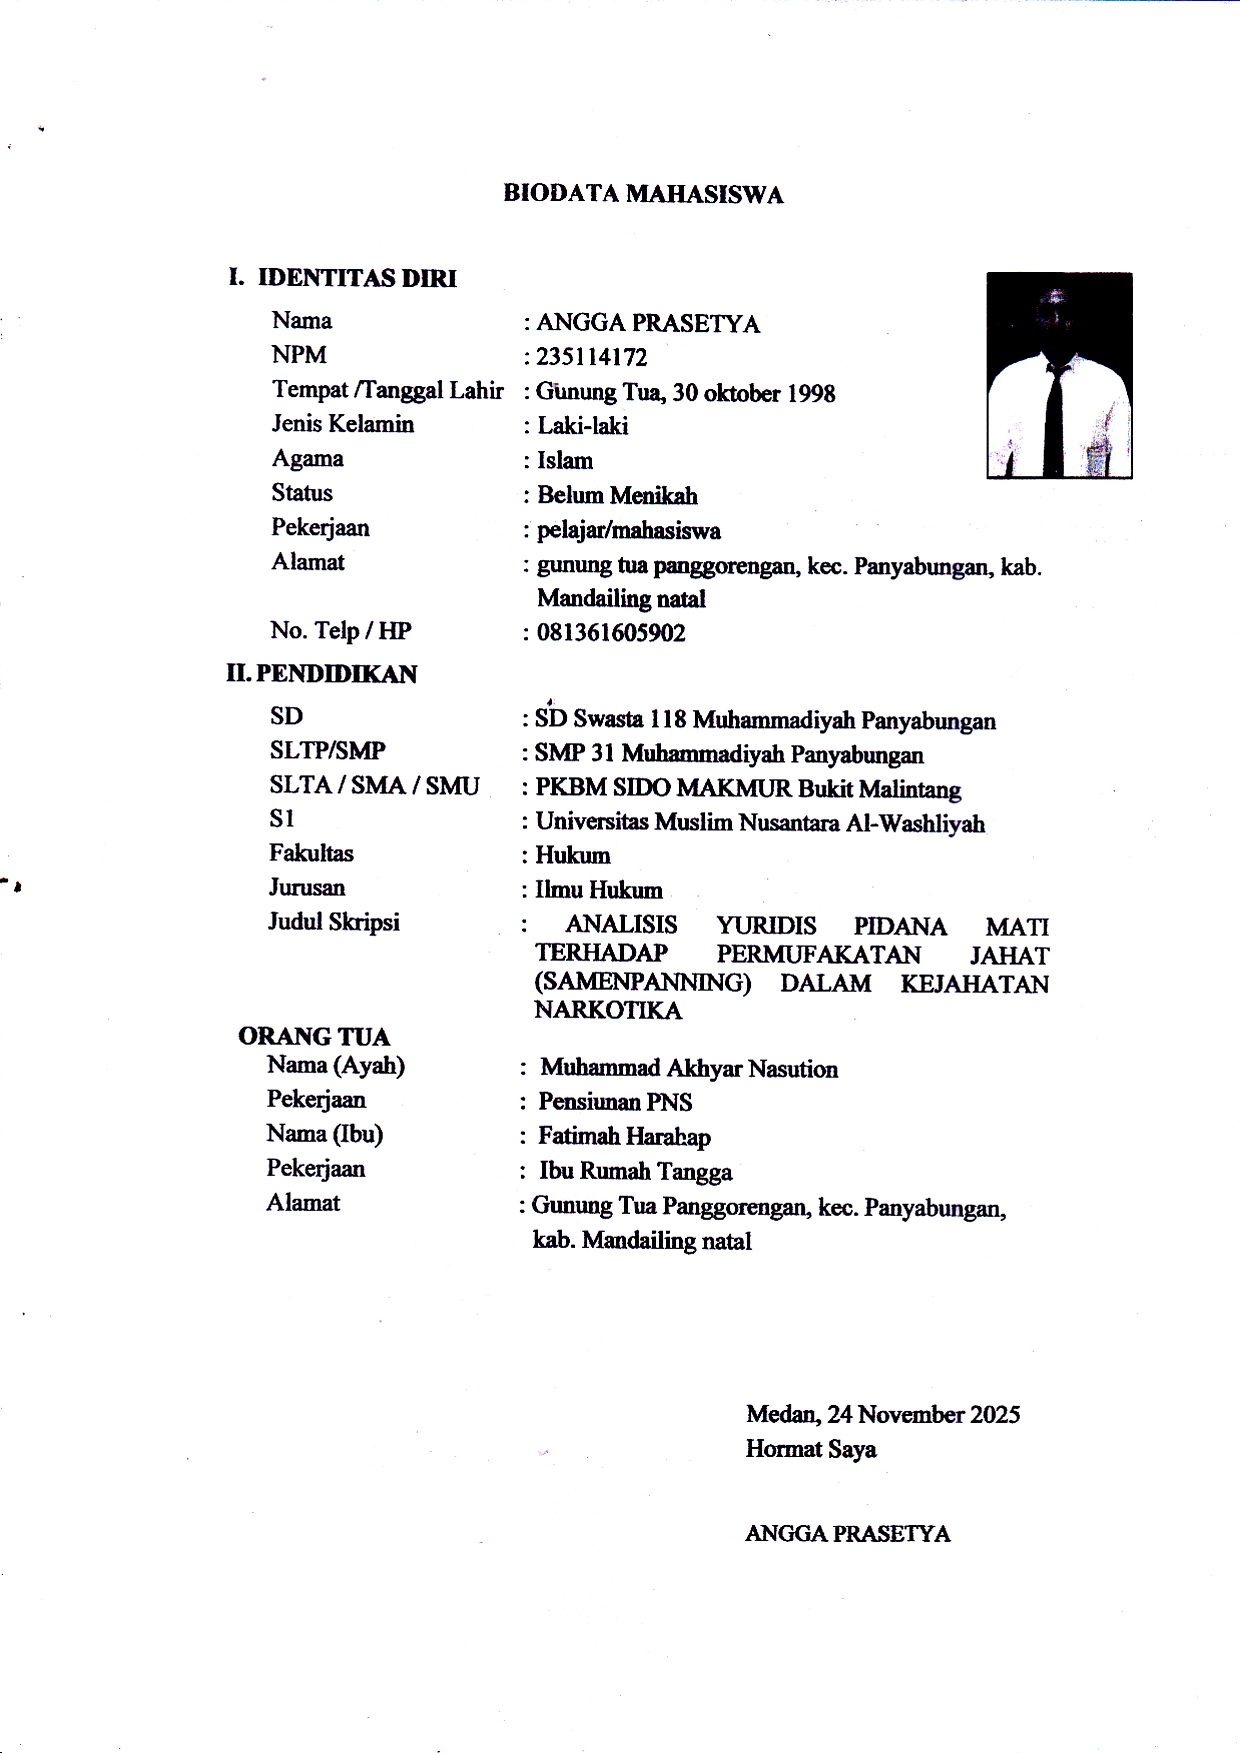 BIODATA MAHASISWA
I. IDENTITAS DIRI
Nama : ANGGA PRASETYA
NPM : 235114172
Tempat /Tanggal Lahir : Gunung Tua, 30 oktober 1998
Jenis Kelamin : Laki-laki
Agama : Islam
Status : Belum Menikah
Pekerjaan : pelajar/mahasiswa
Alamat : gunung tua panggorengan, kec. Panyabungan, kab.
Mandailing natal
No. Telp / HP : 081361605902
II. PENDIDIKAN
SD : SD Swasta 118 Muhammadiyah Panyabungan
SLTP/SMP : SMP 31 Muhammadiyah Panyabungan
SLTA / SMA / SMU : PKBM SIDO MAKMUR Bukit Malintang
S1 : Universitas Muslim Nusantara Al-Washliyah
Fakultas : Hukum
Jurusan : Ilmu Hukum
Judul Skripsi : ANALISIS YURIDIS PIDANA MATI
TERHADAP PERMUFAKATAN JAHAT
(SAMENPANNING) DALAM KEJAHATAN
NARKOTIKA
ORANG TUA
Nama (Ayah) : Muhammad Akhyar Nasution
Pekerjaan : Pensiunan PNS
Nama (Ibu) : Fatimah Harahap
Pekerjaan : Ibu Rumah Tangga
Alamat : Gunung Tua Panggorengan, kec. Panyabungan,
kab. Mandailing natal
Medan, 24 November 2025
Hormat Saya
ANGGA PRASETYA